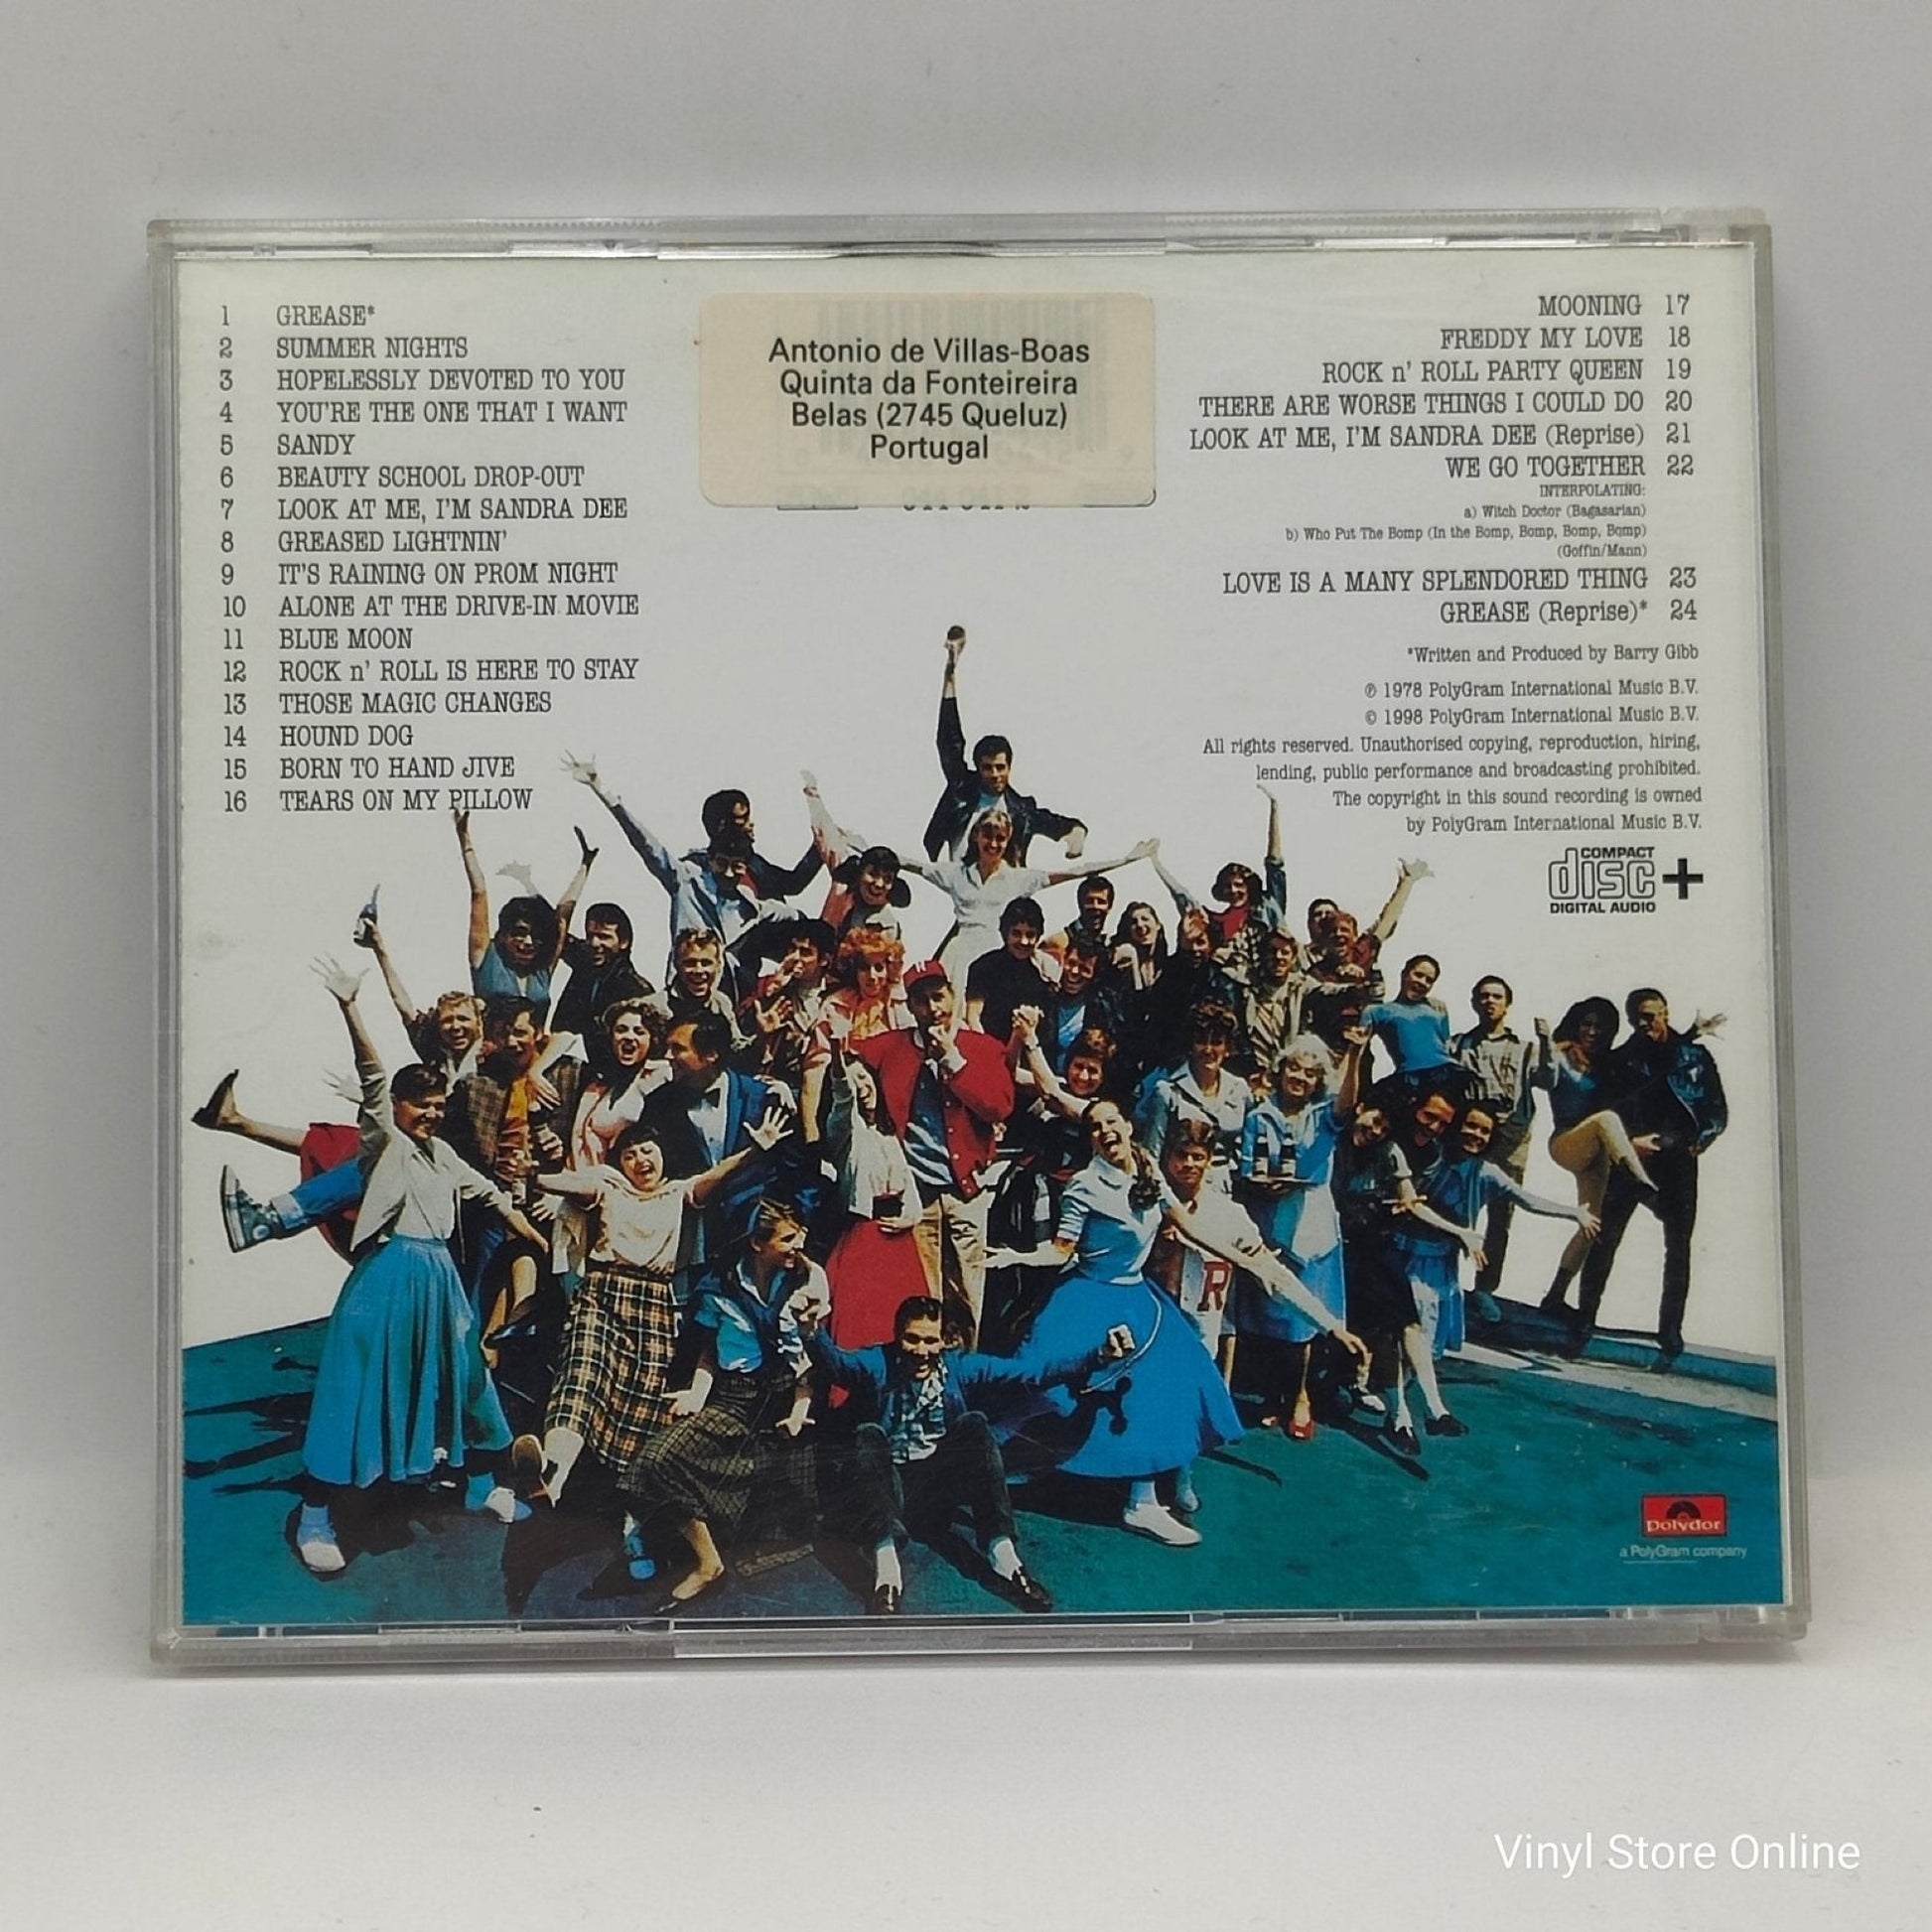 1 GREASE*
2 SUMMER NIGHTS
3 HOPELESSLY DEVOTED TO YOU
4 YOU'RE THE ONE THAT I WANT
5 SANDY
6 BEAUTY SCHOOL DROP-OUT
7 LOOK AT ME, I'M SANDRA DEE
8 GREASED LIGHTNIN'
9 IT'S RAINING ON PROM NIGHT
10 ALONE AT THE DRIVE-IN MOVIE
11 BLUE MOON
12 ROCK n' ROLL IS HERE TO STAY
13 THOSE MAGIC CHANGES
14 HOUND DOG
15 BORN TO HAND JIVE
16 TEARS ON MY PILLOW
Antonio de Villas-Boas
Quinta da Fonteireira
Belas (2745 Queluz)
Portugal
MOONING 17
FREDDY MY LOVE 18
ROCK n' ROLL PARTY QUEEN 19
THERE ARE WORSE THINGS I COULD DO 20
LOOK AT ME, I'M SANDRA DEE (Reprise) 21
WE GO TOGETHER 22
INTERPOLATING:
a) Witch Doctor (Bagasarian)
b) Who Put The Bomp (In the Bomp, Bomp, Bomp, Bomp)
(Goffin/Mann)
LOVE IS A MANY SPLENDORED THING 23
GREASE (Reprise)* 24
*Written and Produced by Barry Gibb
℗ 1978 PolyGram International Music B.V.
© 1998 PolyGram International Music B.V.
All rights reserved. Unauthorised copying, reproduction, hiring,
lending, public performance and broadcasting prohibited.
The copyright in this sound recording is owned
by PolyGram International Music B.V.
COMPACT
disc +
DIGITAL AUDIO
R
Polydor
a PolyGram company
Vinyl Store Online